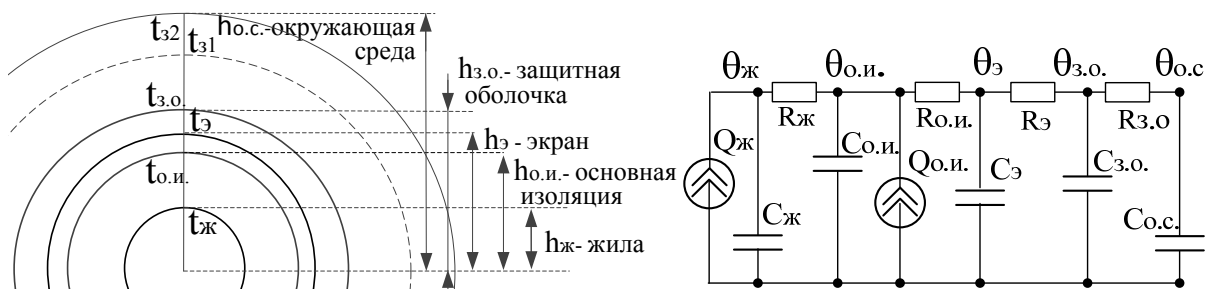 tз2
hо.с.-окружающая
среда
tз1
hз.о.- защитная
оболочка
tз.о.
tэ
hэ - экран
tо.и.
hо.и.- основная
изоляция
tж
hж- жила
θж
θо.и.
θэ
θз.о.
θо.с
Rж
Rо.и.
Rэ
Rз.о
Qж
Cо.и.
Qо.и.
Cэ
Cз.о.
Cж
Cо.с.